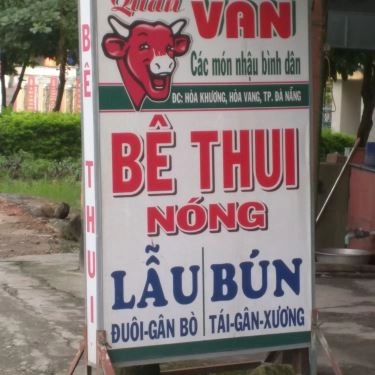 Quán
VÂN
Các món nhậu bình dân
ĐC: HÒA KHƯƠNG, HÒA VANG, TP. ĐÀ NẴNG
BÊ THUI
NÓNG
LẪU BÚN
ĐUÔI-GÂN BÒ TÁI-GÂN-XƯƠNG
BÊ THUI